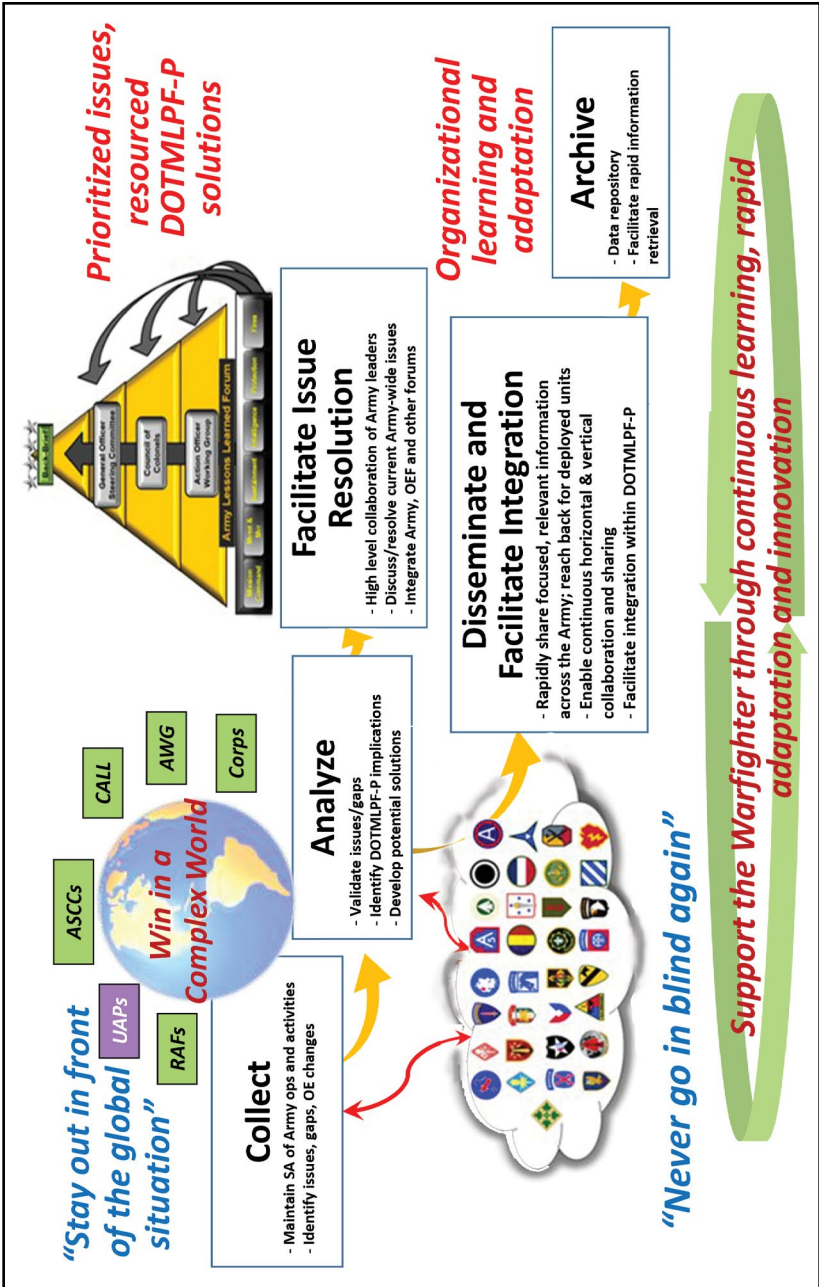 “Stay out in front
of the global
situation”
UAPs
RAFs
ASCCs
CALL
AWG
Corps
Win in a
Complex World
Back-Brief
General Officer
Steering Committee
Council of
Colonels
Action Officer
Working Group
Army Lessons Learned Forum
Mission
Command
Mvmt &
Mvr
Sustainment
Intelligence
Protection
Fires
Prioritized issues,
resourced
DOTMLPF-P
solutions
Collect
- Maintain SA of Army ops and activities
- Identify issues, gaps, OE changes
Analyze
- Validate issues/gaps
- Identify DOTMLPF-P implications
- Develop potential solutions
Facilitate Issue
Resolution
- High level collaboration of Army leaders
- Discuss/resolve current Army-wide issues
- Integrate Army, OEF and other forums
Disseminate and
Facilitate Integration
- Rapidly share focused, relevant information
across the Army; reach back for deployed units
- Enable continuous horizontal & vertical
collaboration and sharing
- Facilitate integration within DOTMLPF-P
Organizational
learning and
adaptation
Archive
- Data repository
- Facilitate rapid information
retrieval
“Never go in blind again”
Support the Warfighter through continuous learning, rapid
adaptation and innovation